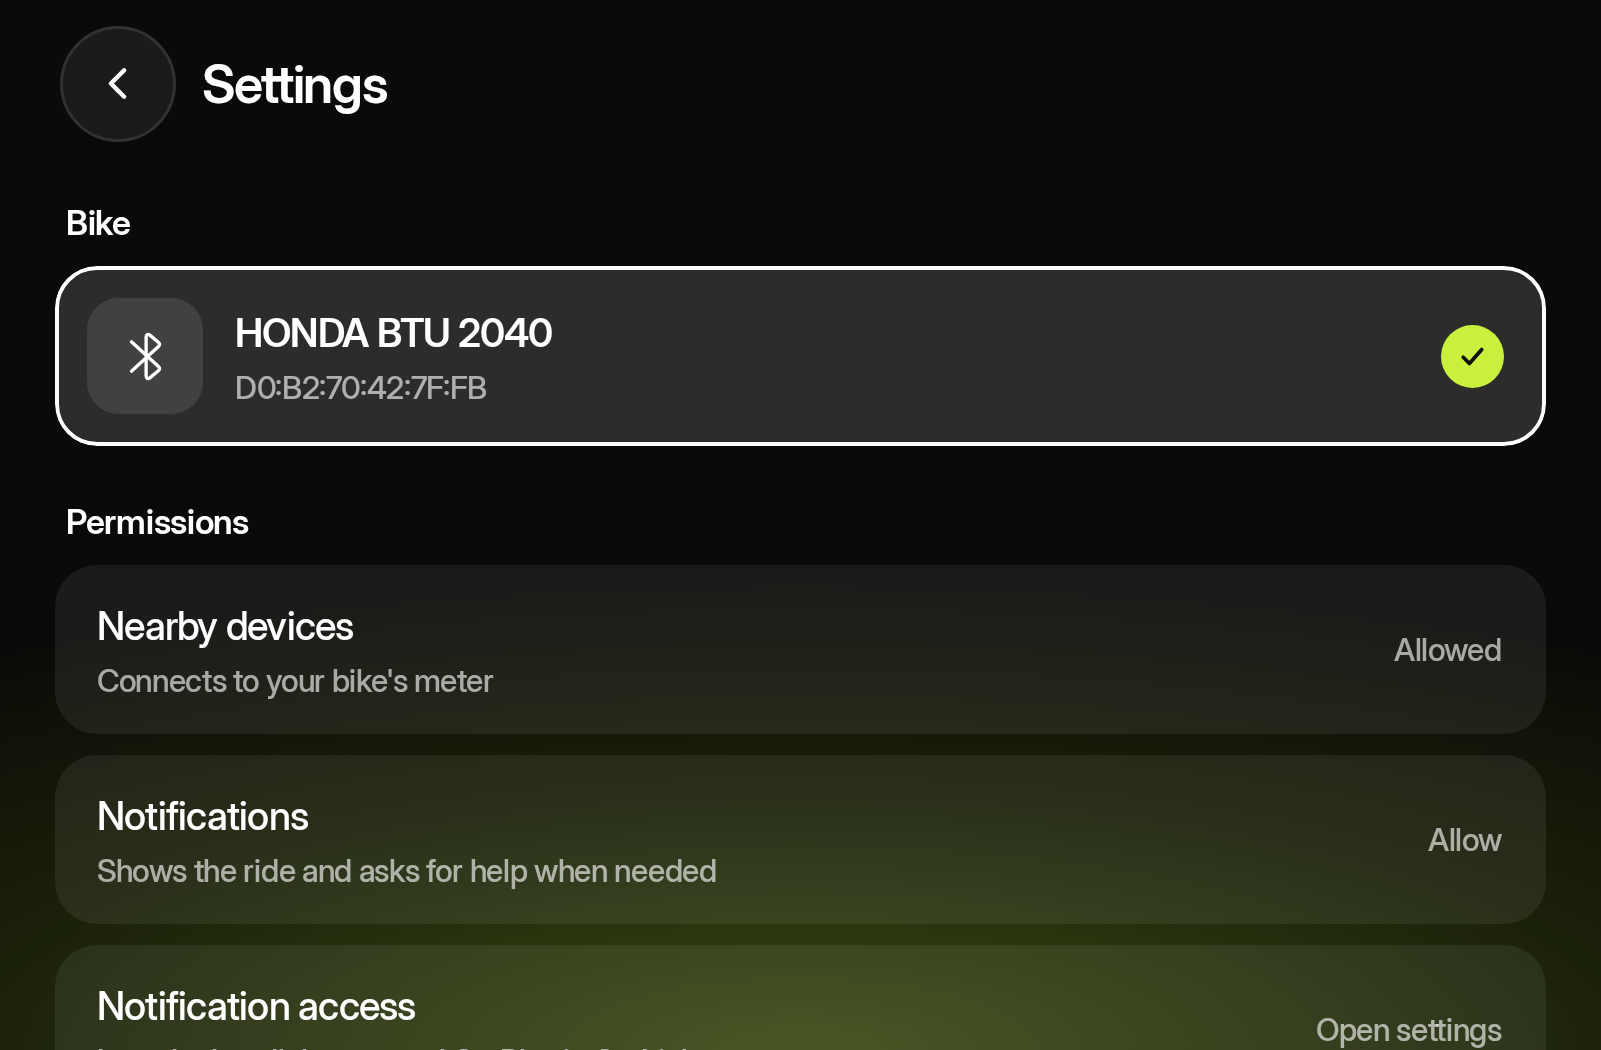 Settings
Bike
HONDA BTU 2040
D0:B2:70:42:7F:FB
Permissions
Nearby devices
Connects to your bike's meter
Allowed
Notifications
Shows the ride and asks for help when needed
Allow
Notification access
Open settings